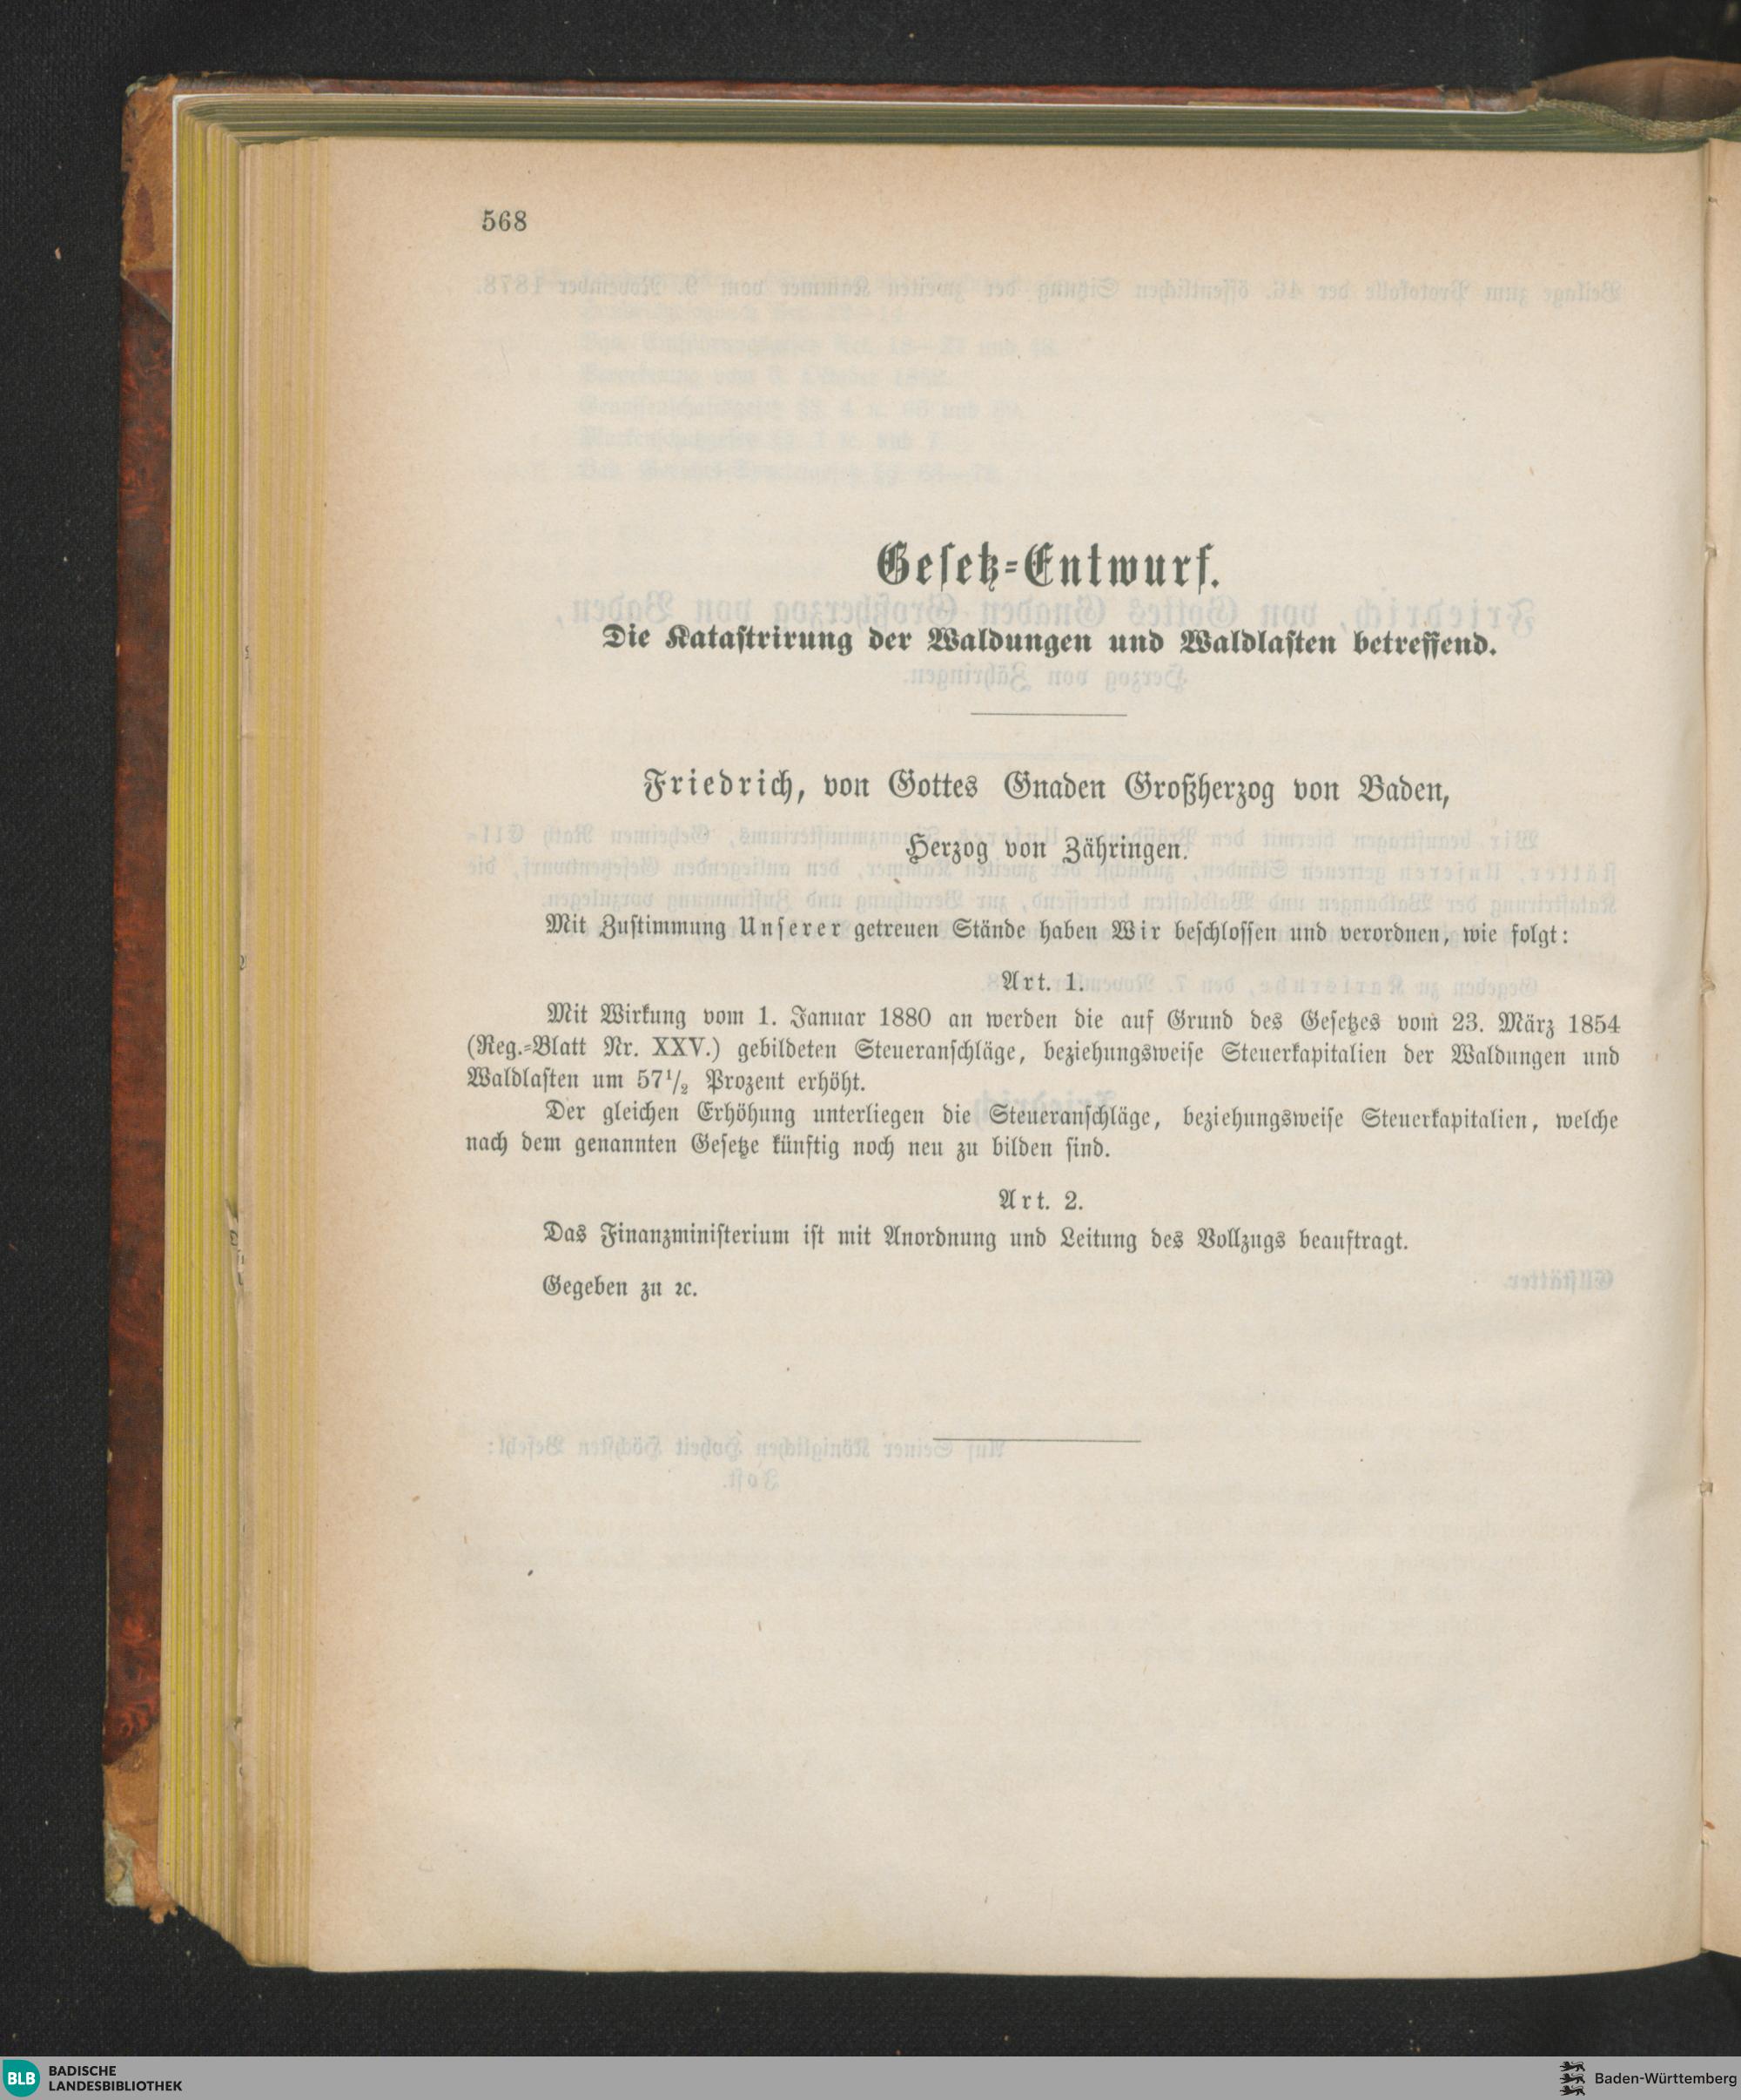 568
Gesetz-Entwurf.
Die Katastrirung der Waldungen und Waldlasten betreffend.
Friedrich, von Gottes Gnaden Großherzog von Baden,
Herzog von Zähringen.
Mit Zustimmung Unserer getreuen Stände haben Wir beschlossen und verordnen, wie folgt:
Art. 1.
Mit Wirkung vom 1. Januar 1880 an werden die auf Grund des Gesetzes vom 23. März 1854
(Reg.-Blatt Nr. XXV.) gebildeten Steueranschläge, beziehungsweise Steuerkapitalien der Waldungen und
Waldlasten um 57½ Prozent erhöht.
Der gleichen Erhöhung unterliegen die Steueranschläge, beziehungsweise Steuerkapitalien, welche
nach dem genannten Gesetze künftig noch neu zu bilden sind.
Art. 2.
Das Finanzministerium ist mit Anordnung und Leitung des Vollzugs beauftragt.
Gegeben zu ꝛc.
BLB BADISCHE
LANDESBIBLIOTHEK
Baden-Württemberg